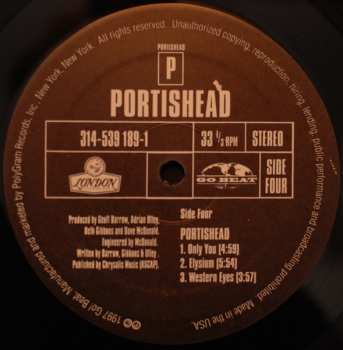 PORTISHEAD
P
PORTISHEAD
314-539 189-1
33 1/3 RPM
STEREO
LONDON
GO BEAT
SIDE
FOUR
Produced by Geoff Barrow, Adrian Utley,
Beth Gibbons and Dave McDonald.
Engineered by McDonald.
Written by Barrow, Gibbons & Utley.
Published by Chrysalis Music (ASCAP).
Side Four
PORTISHEAD
1. Only You [4:59]
2. Elysium [5:54]
3. Western Eyes [3:57]
℗ 1997 Go! Beat. Manufactured and marketed by PolyGram Records, Inc., New York, New York. All rights reserved. Unauthorized copying, reproduction, hiring, lending, public performance and broadcasting prohibited. Made in the USA.